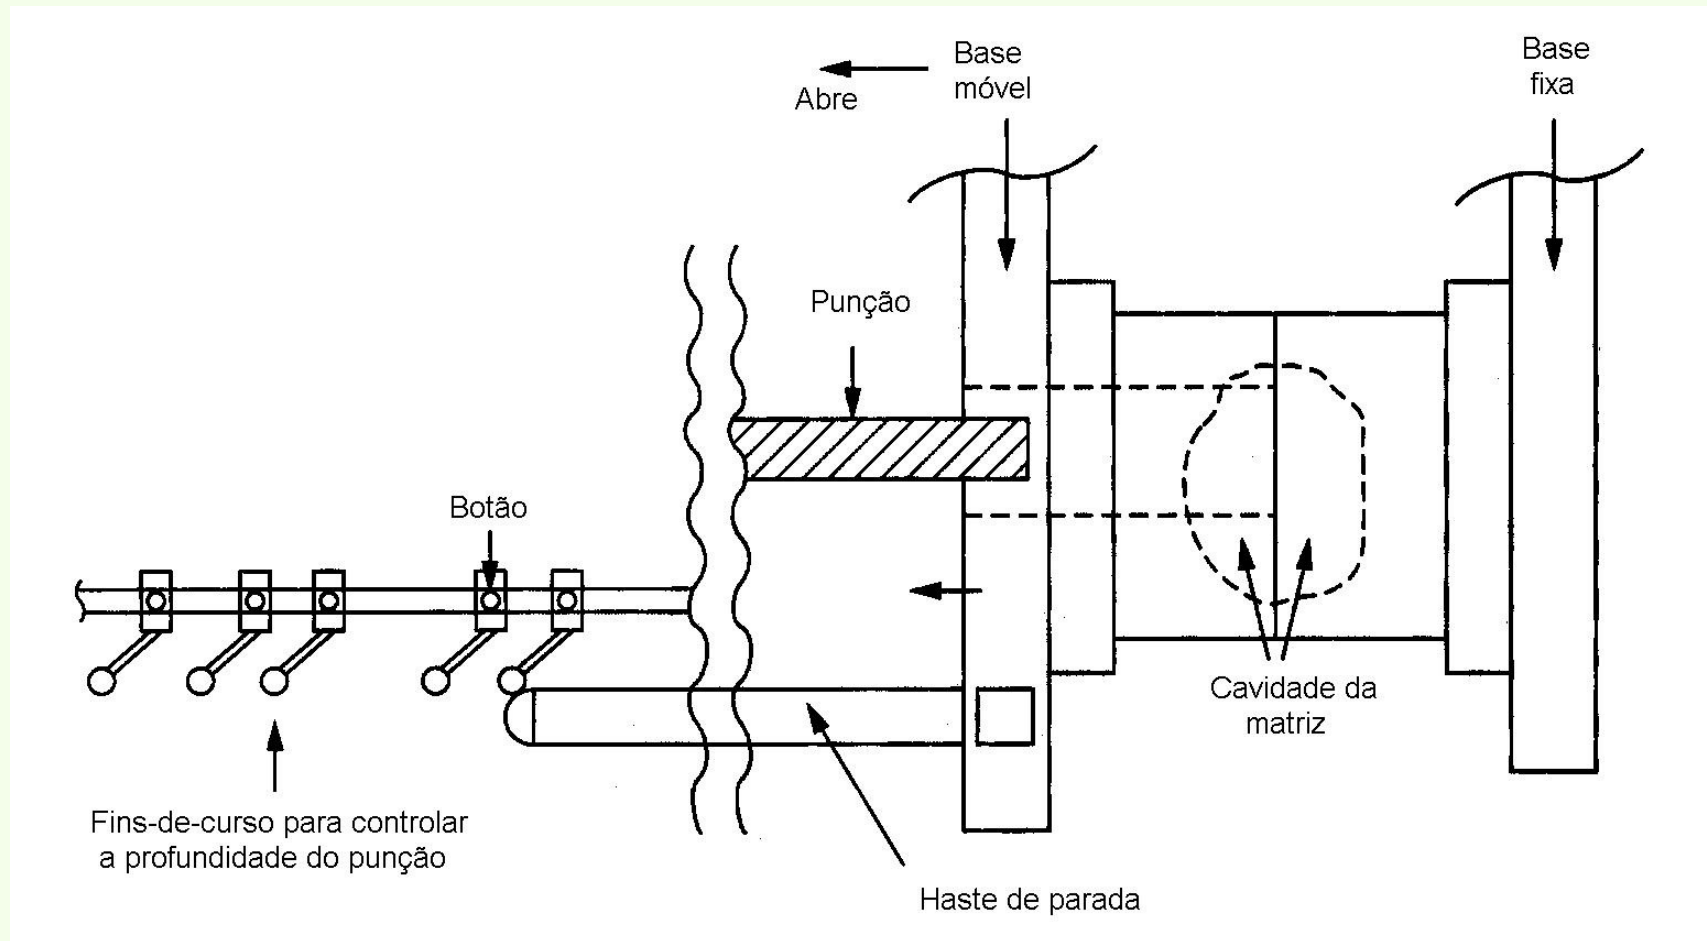 Base
móvel
Abre
Base
fixa
Punção
Botão
Cavidade da
matriz
Fins-de-curso para controlar
a profundidade do punção
Haste de parada